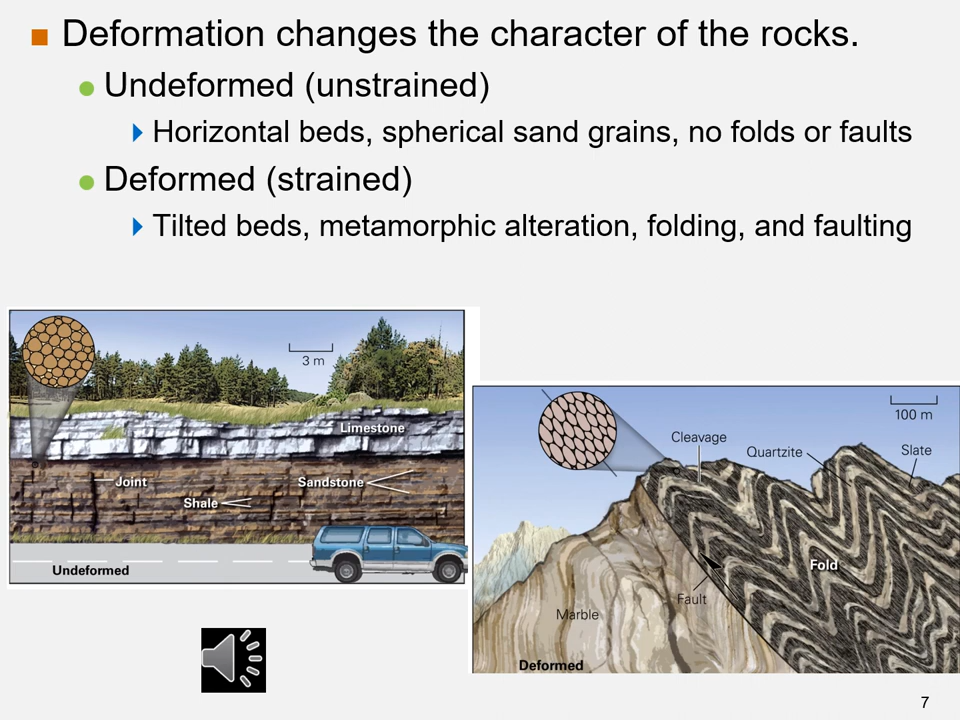 Deformation changes the character of the rocks.
Undeformed (unstrained)
Horizontal beds, spherical sand grains, no folds or faults
Deformed (strained)
Tilted beds, metamorphic alteration, folding, and faulting
3 m
Limestone
Joint
Sandstone
Shale
Undeformed
100 m
Cleavage
Quartzite
Slate
Fold
Fault
Marble
Deformed
7